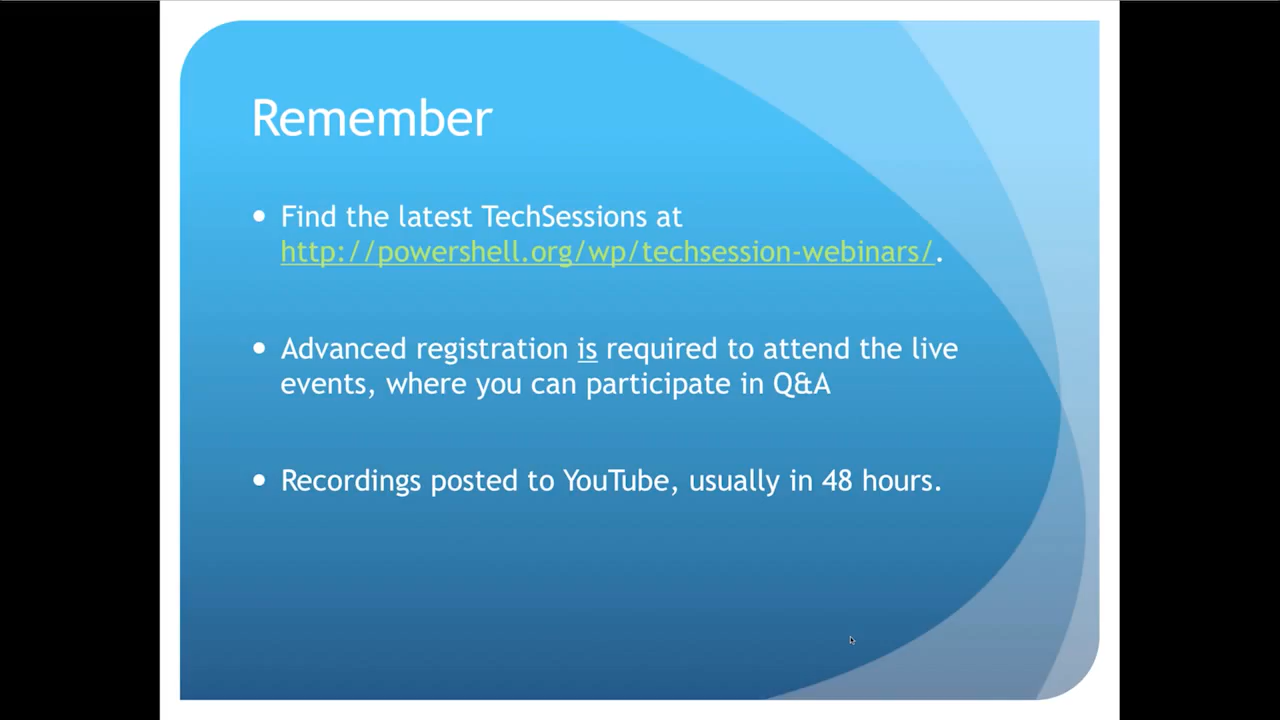 Remember
• Find the latest TechSessions at
http://powershell.org/wp/techsession-webinars/.
• Advanced registration is required to attend the live
events, where you can participate in Q&A
• Recordings posted to YouTube, usually in 48 hours.